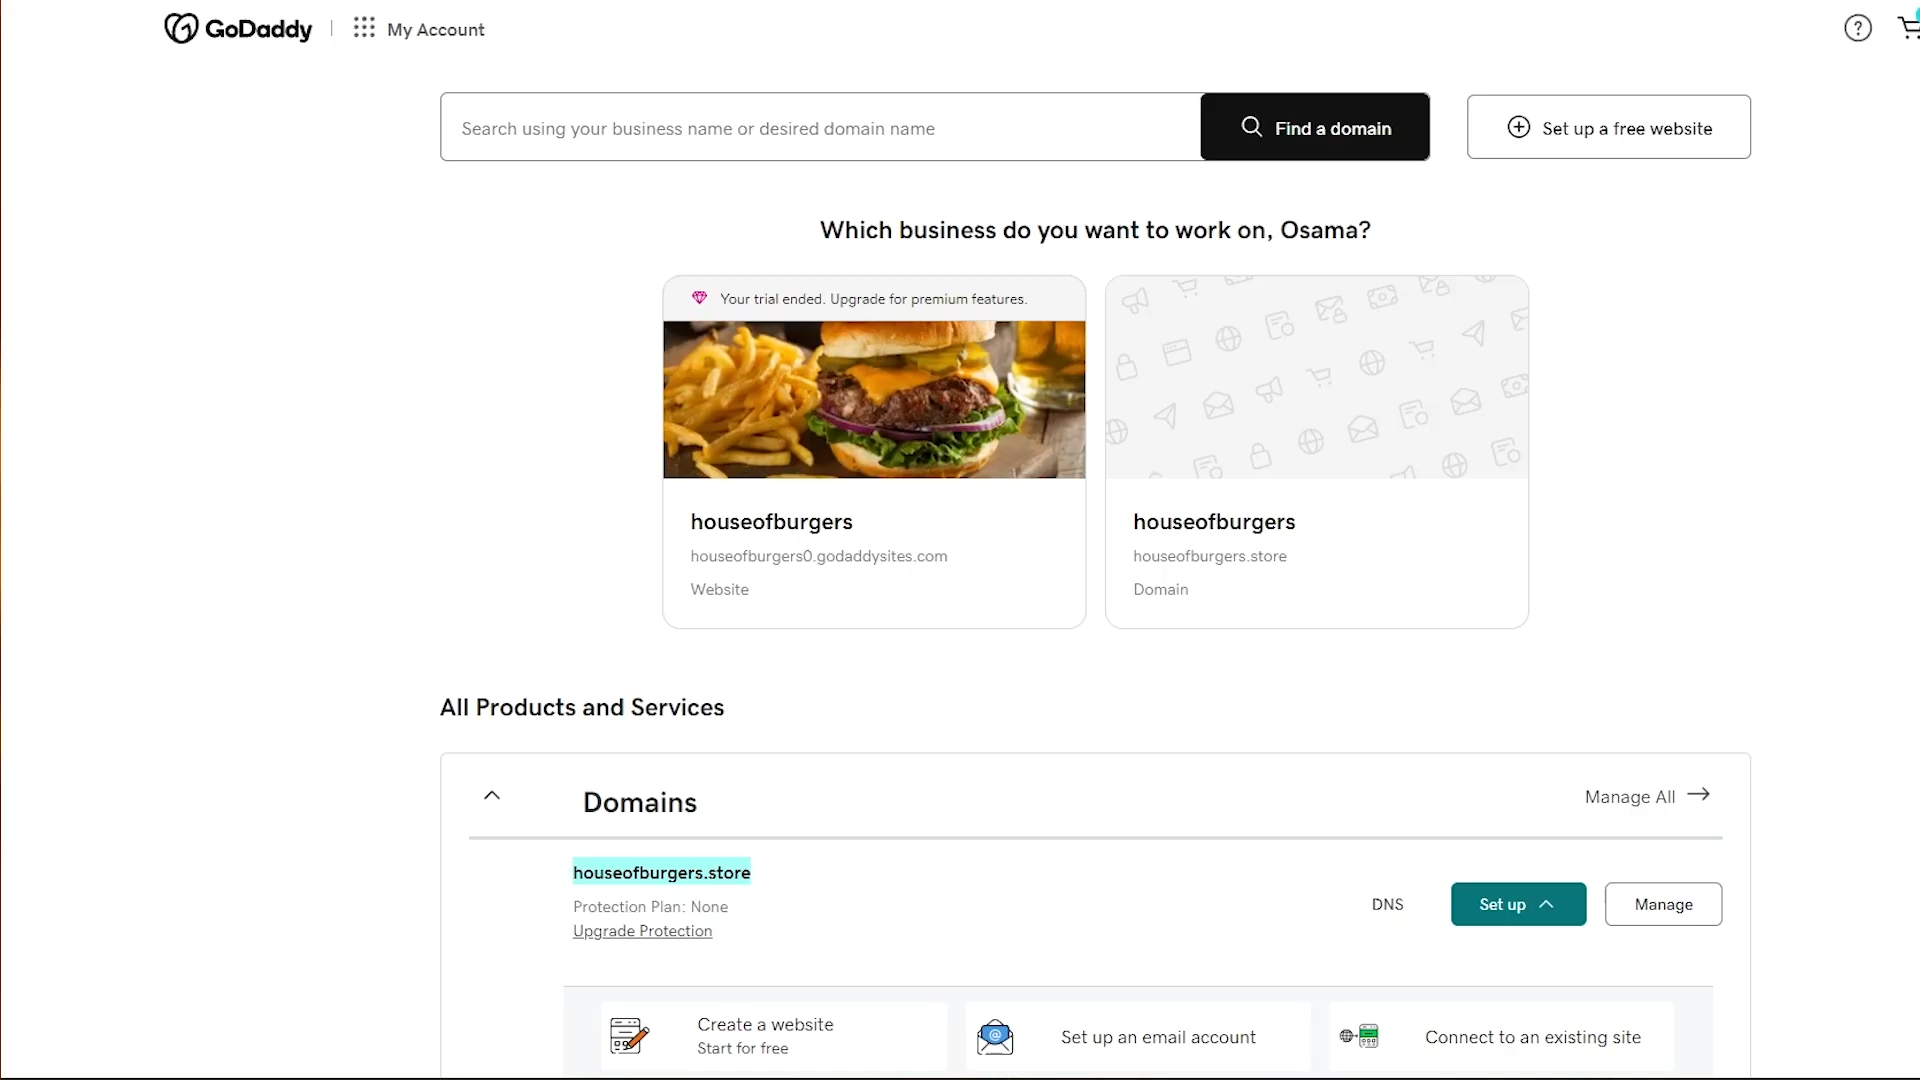 GoDaddy
My Account
Search using your business name or desired domain name
Find a domain
Set up a free website
Which business do you want to work on, Osama?
Your trial ended. Upgrade for premium features.
houseofburgers
houseofburgers0.godaddysites.com
Website
houseofburgers
houseofburgers.store
Domain
All Products and Services
Domains
Manage All
houseofburgers.store
Protection Plan: None
Upgrade Protection
DNS
Set up
Manage
Create a website
Start for free
Set up an email account
Connect to an existing site